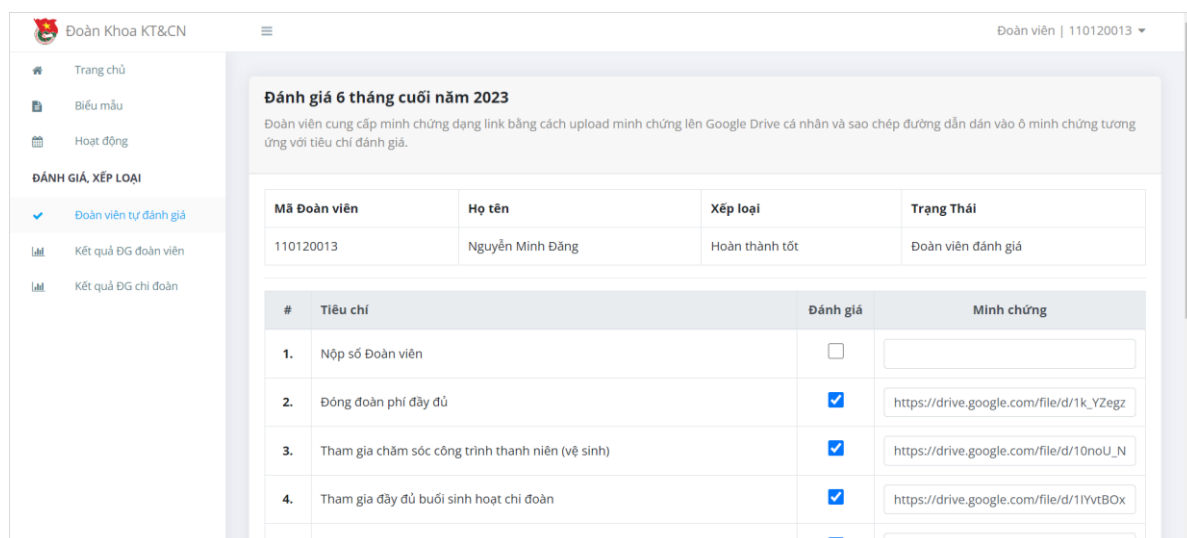 Đoàn Khoa KT&CN
Đoàn viên | 110120013
Trang chủ
Biểu mẫu
Hoạt động
ĐÁNH GIÁ, XẾP LOẠI
Đoàn viên tự đánh giá
Kết quả ĐG đoàn viên
Kết quả ĐG chi đoàn
Đánh giá 6 tháng cuối năm 2023
Đoàn viên cung cấp minh chứng dạng link bằng cách upload minh chứng lên Google Drive cá nhân và sao chép đường dẫn dán vào ô minh chứng tương
ứng với tiêu chí đánh giá.
Mã Đoàn viên Họ tên Xếp loại Trạng Thái
110120013 Nguyễn Minh Đăng Hoàn thành tốt Đoàn viên đánh giá
# Tiêu chí Đánh giá Minh chứng
1. Nộp sổ Đoàn viên
2. Đóng đoàn phí đầy đủ https://drive.google.com/file/d/1k_YZegz
3. Tham gia chăm sóc công trình thanh niên (vệ sinh) https://drive.google.com/file/d/10noU_N
4. Tham gia đầy đủ buổi sinh hoạt chi đoàn https://drive.google.com/file/d/1IYvtBOx